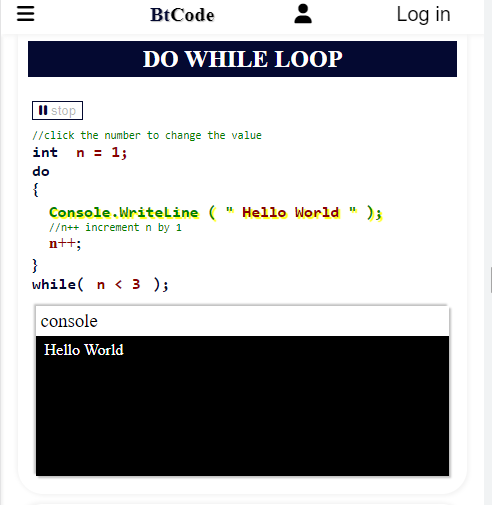 BtCode Log in
DO WHILE LOOP
stop
//click the number to change the value
int n = 1;
do
{
Console.WriteLine ( " Hello World " );
//n++ increment n by 1
n++;
}
while( n < 3 );
console
Hello World